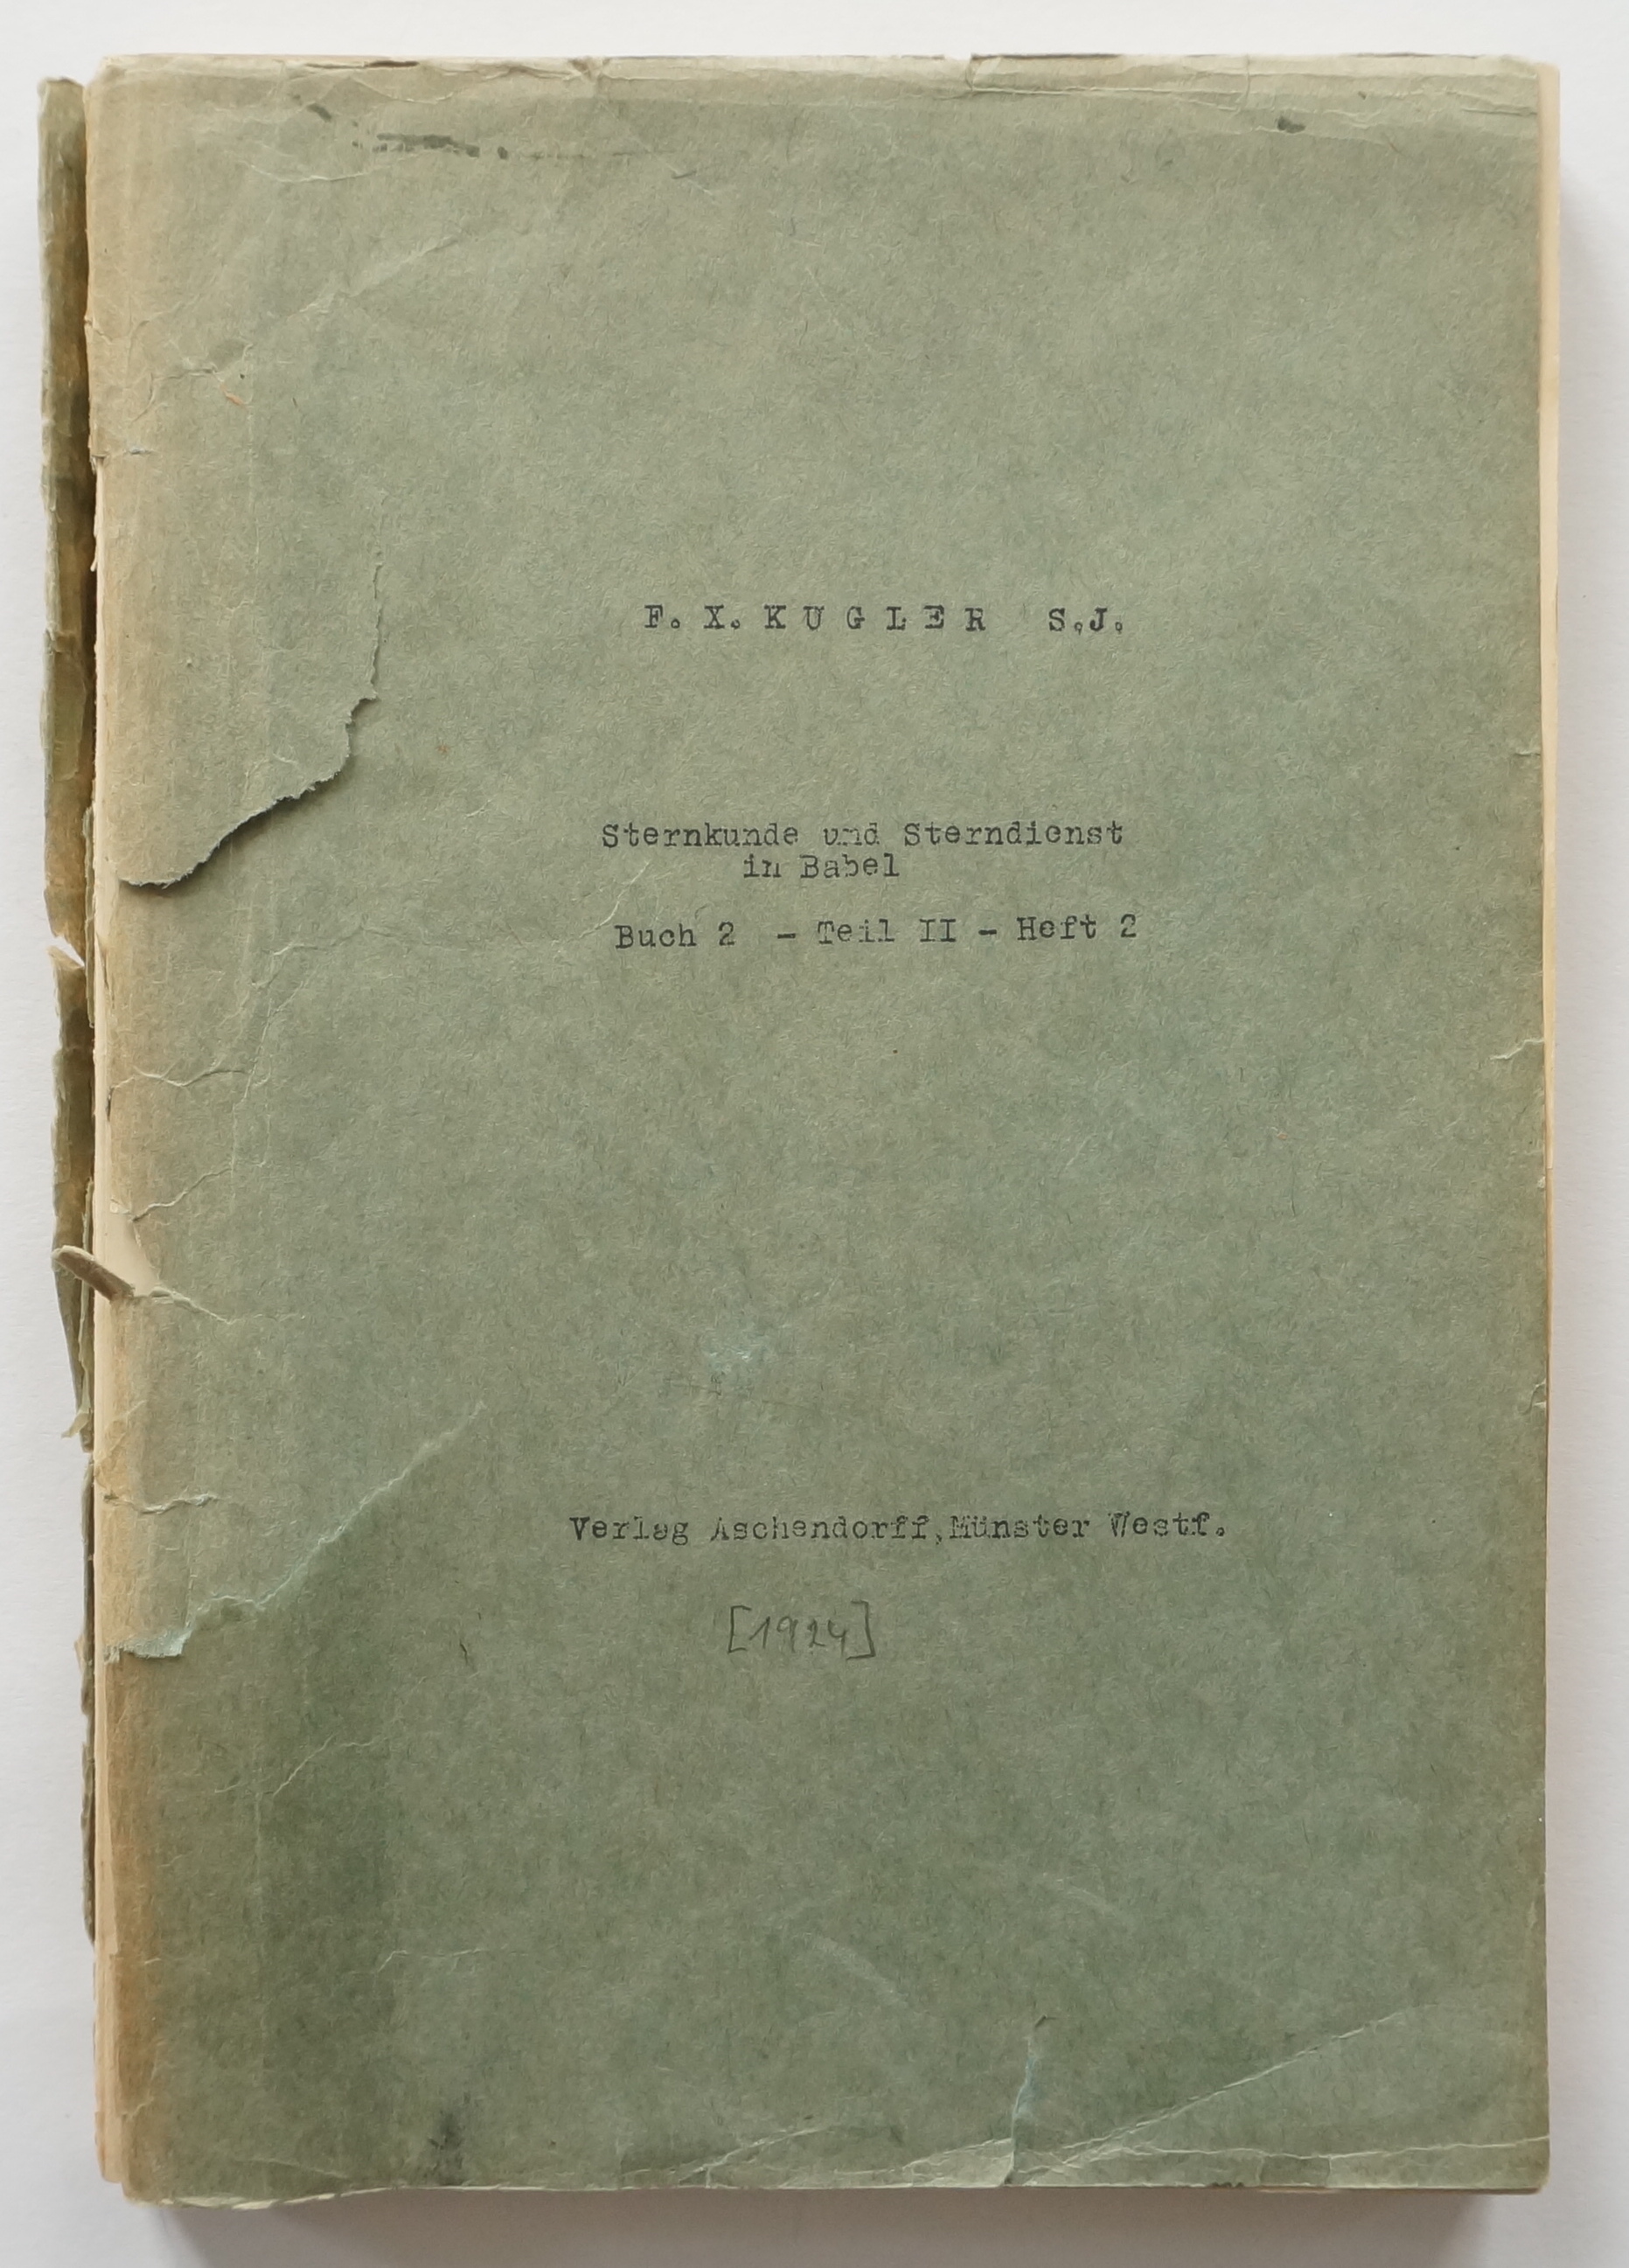 F. X. KUGLER S.J.
Sternkunde und Sterndienst
in Babel
Buch 2 - Teil II - Heft 2
Verlag Aschendorff, Münster Westf.
[1924]